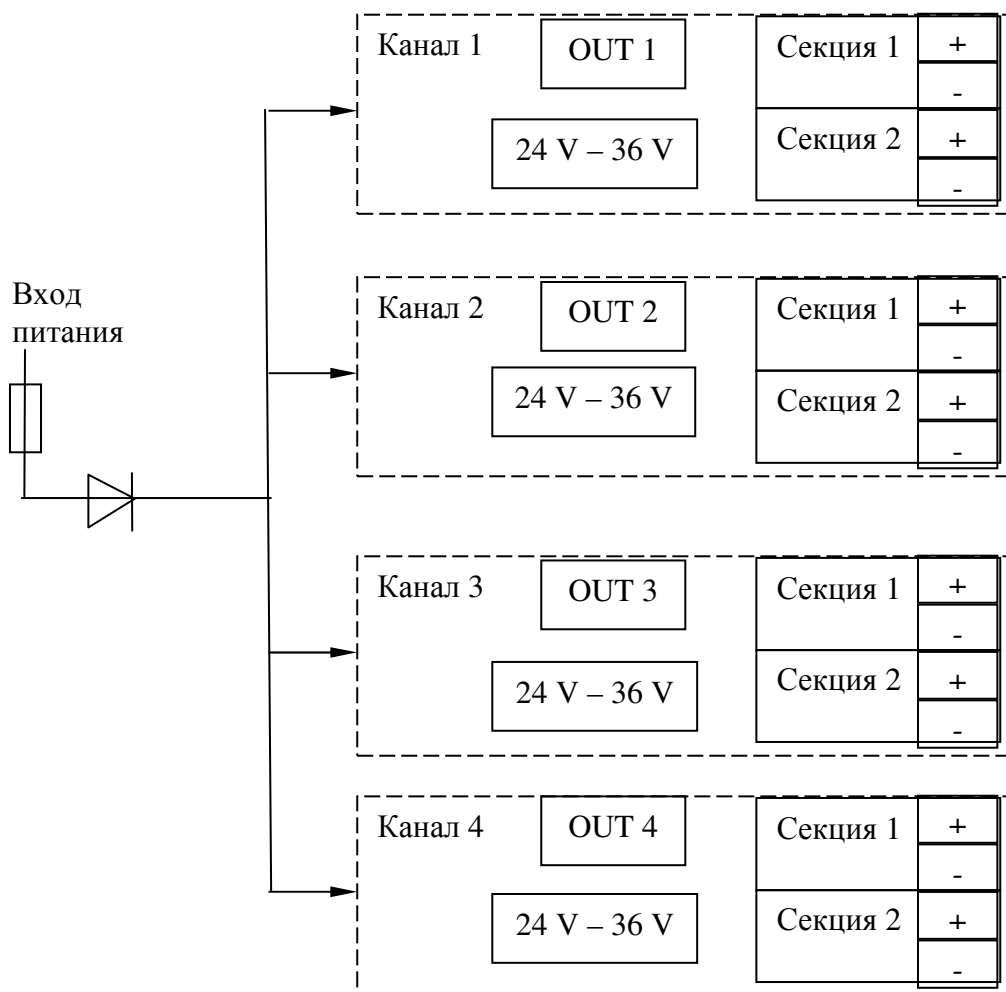 Канал 1
OUT 1
Секция 1
+
-
24 V – 36 V
Секция 2
+
-
Вход
питания
Канал 2
OUT 2
Секция 1
+
-
24 V – 36 V
Секция 2
+
-
Канал 3
OUT 3
Секция 1
+
-
24 V – 36 V
Секция 2
+
-
Канал 4
OUT 4
Секция 1
+
-
24 V – 36 V
Секция 2
+
-